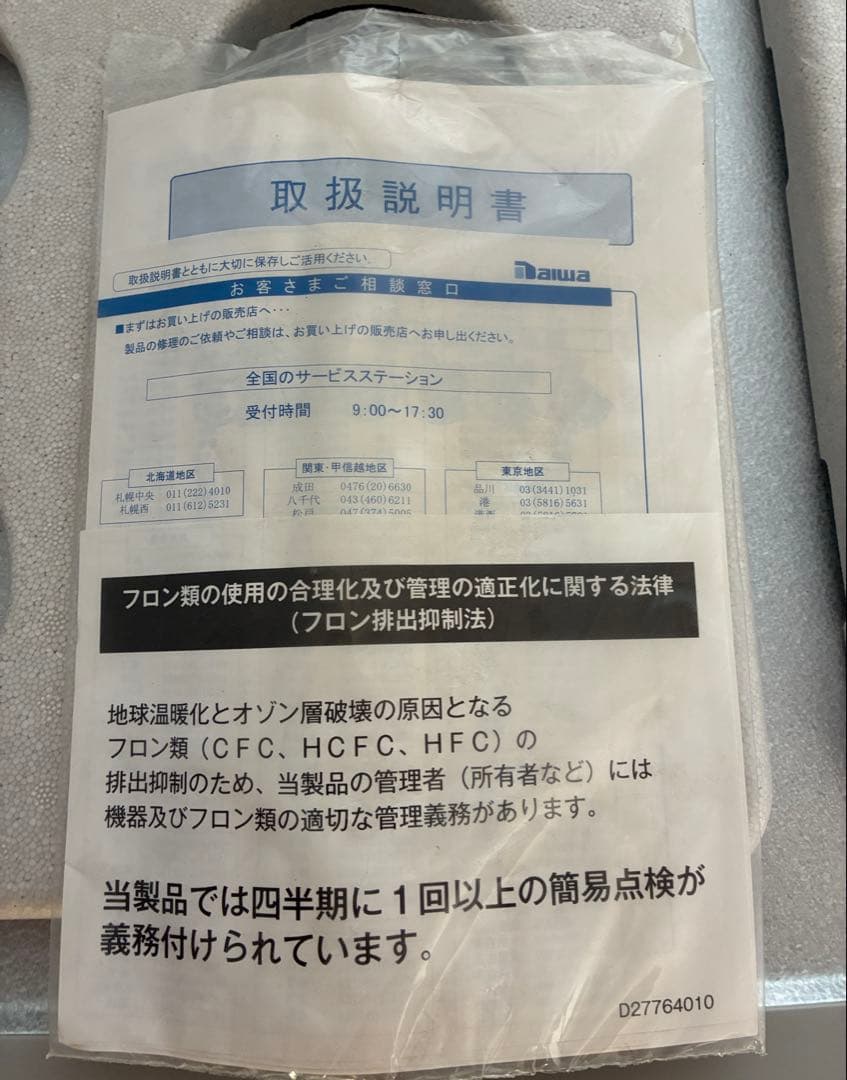 取扱説明書
取扱説明書とともに大切に保存しご活用ください。
Daiwa
お客さまご相談窓口
■まずはお買い上げの販売店へ･･･
製品の修理のご依頼やご相談は、お買い上げの販売店へお申し出ください。
全国のサービスステーション
受付時間 9:00～17:30
北海道地区
札幌中央 011(222)4010
札幌西 011(612)5231
関東・甲信越地区
成田 0476(20)6630
八千代 043(460)6211
松戸 047(374)5005
東京地区
品川 03(3441)1031
港 03(5816)5631
フロン類の使用の合理化及び管理の適正化に関する法律
（フロン排出抑制法）
地球温暖化とオゾン層破壊の原因となる
フロン類（ＣＦＣ、ＨＣＦＣ、ＨＦＣ）の
排出抑制のため、当製品の管理者（所有者など）には
機器及びフロン類の適切な管理義務があります。
当製品では四半期に１回以上の簡易点検が
義務付けられています。
D27764010